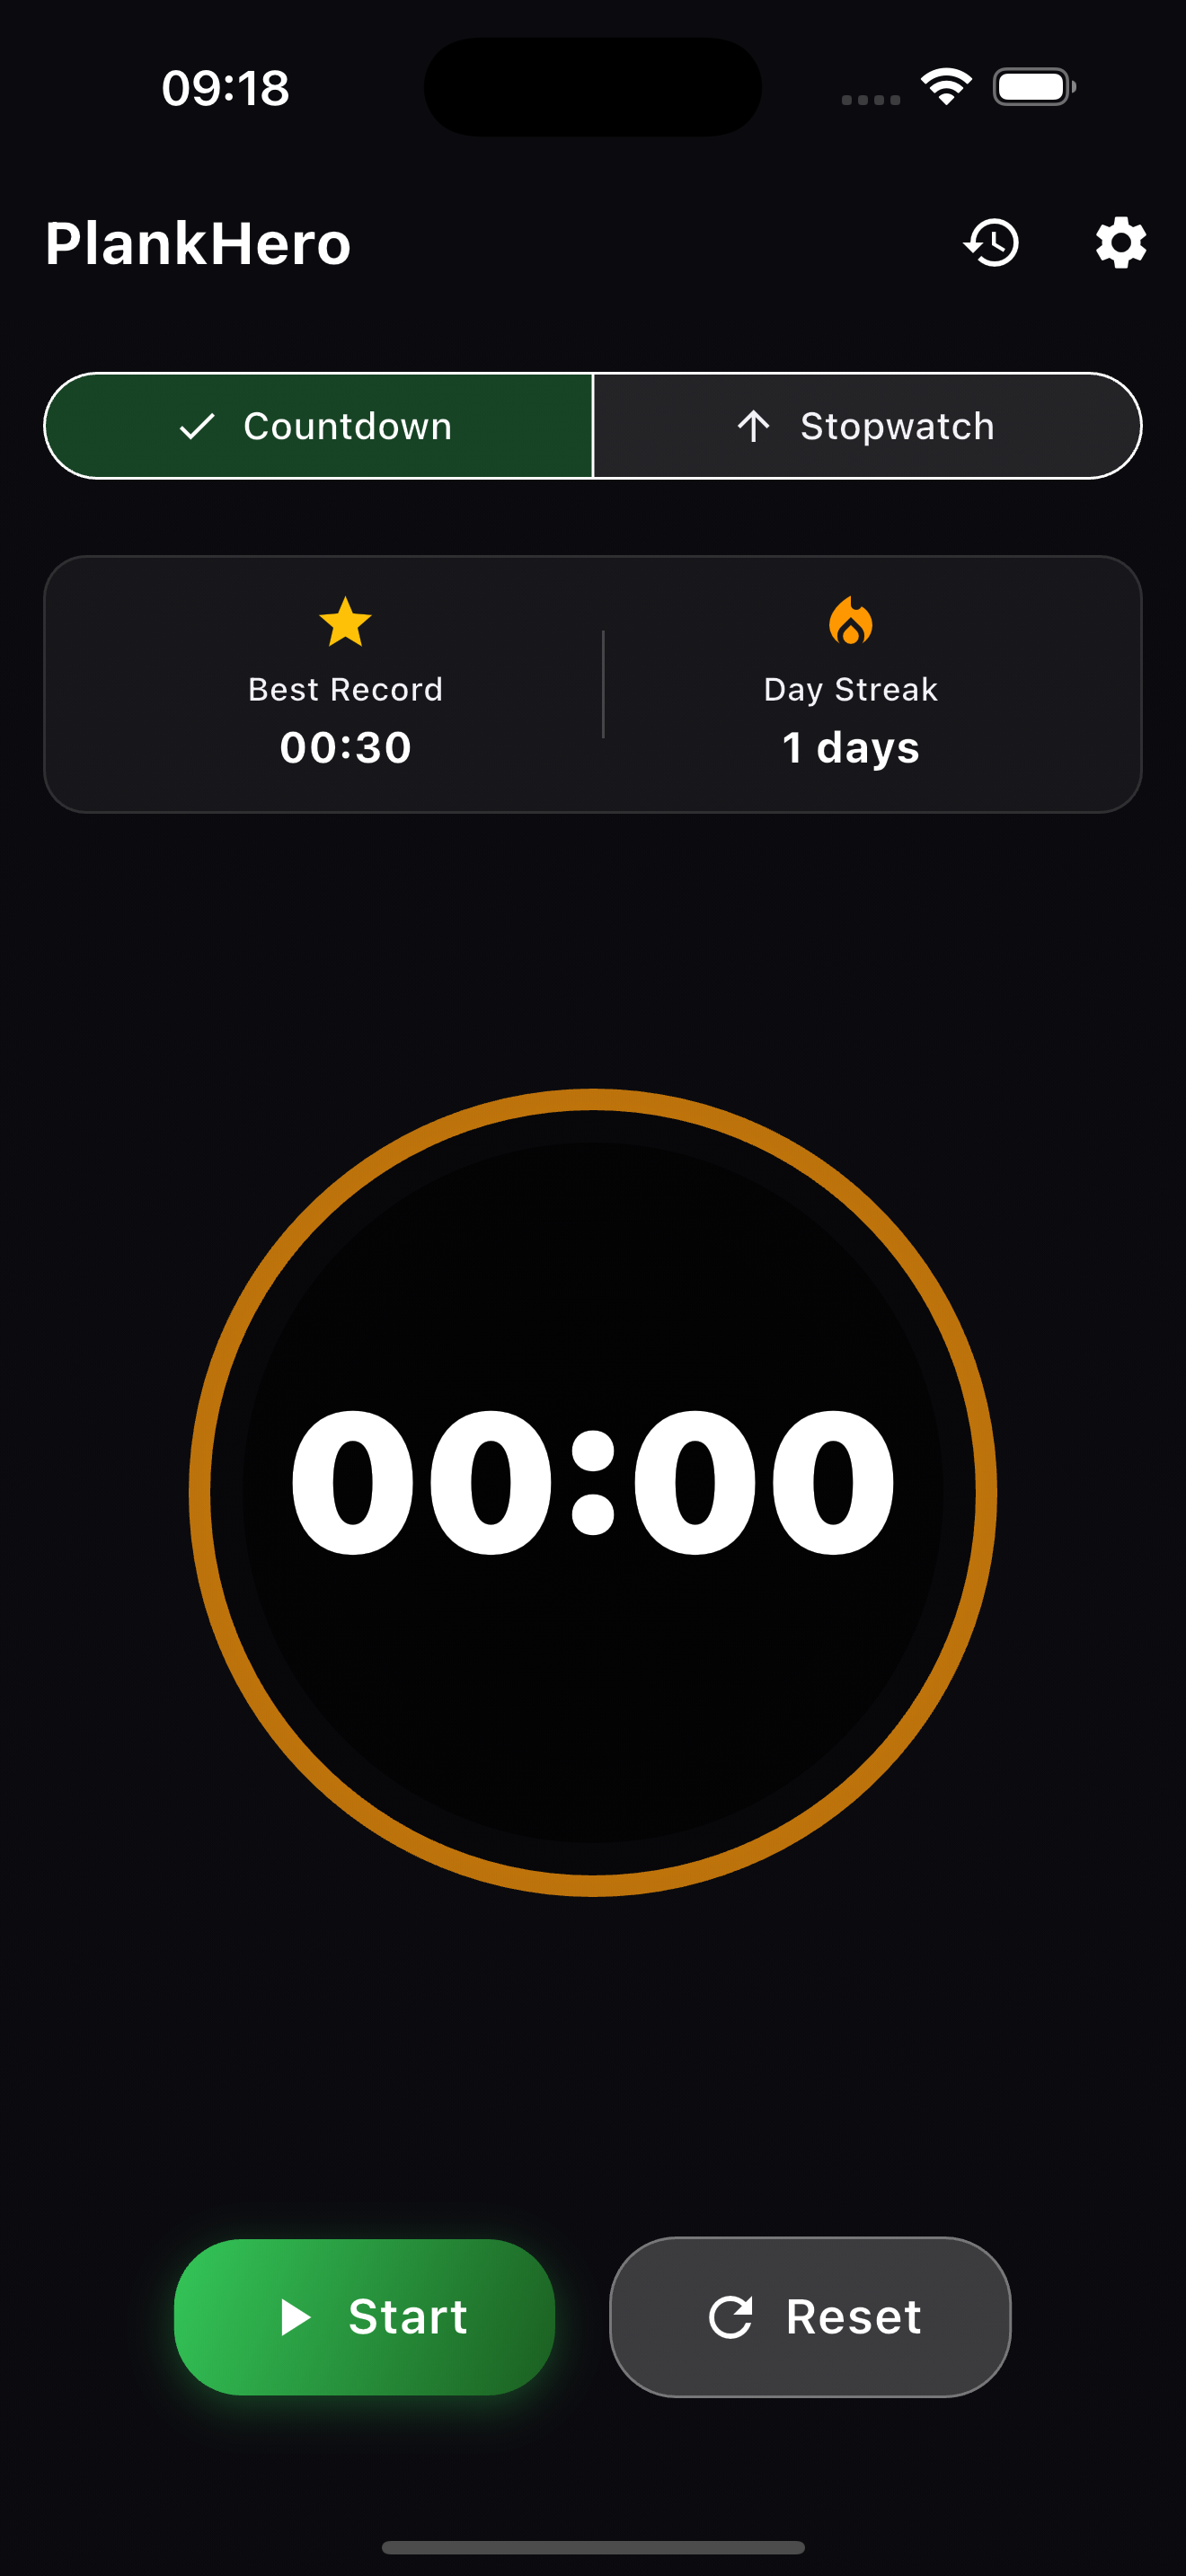 09:18
PlankHero
Countdown
Stopwatch
Best Record
Day Streak
00:30
1 days
00:00
Start
Reset